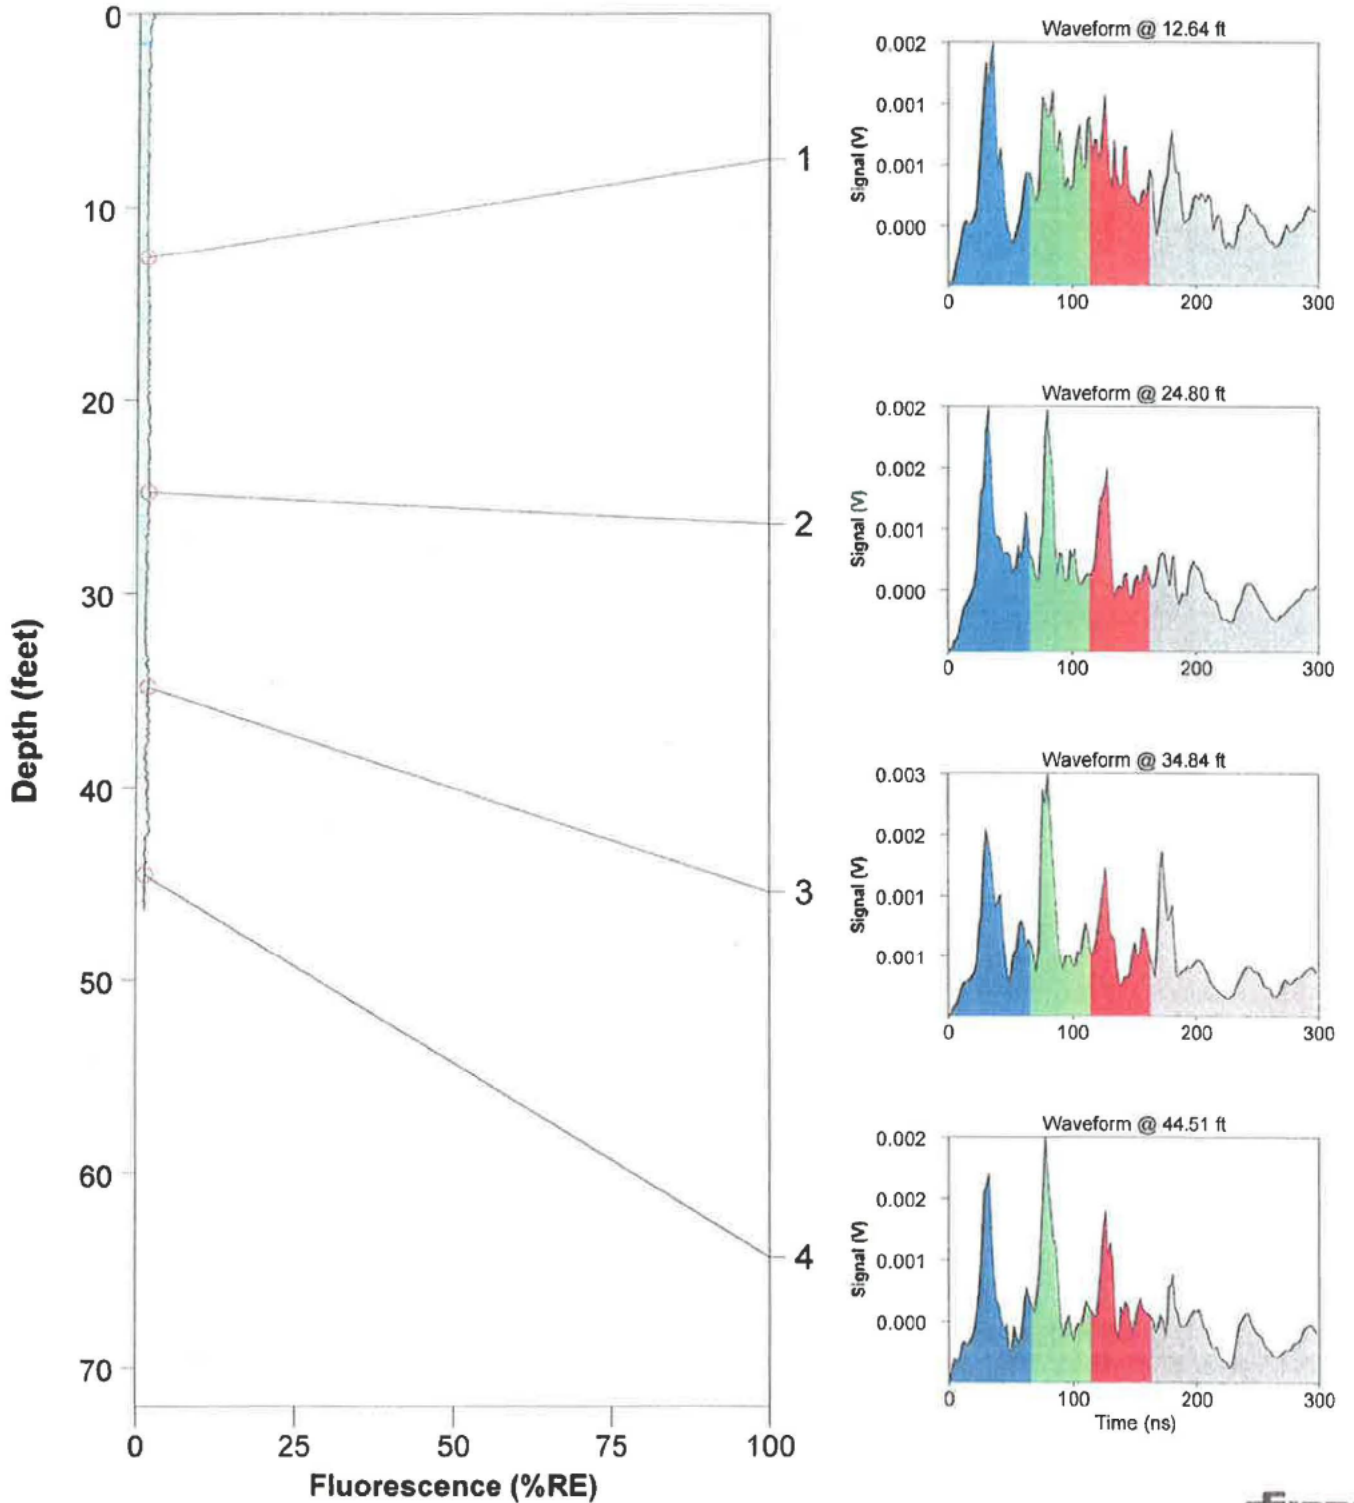 0
10
20
30
40
50
60
70
Depth (feet)
0 25 50 75 100
Fluorescence (%RE)
1
2
3
4
Waveform @ 12.64 ft
0.002
0.001
0.001
0.000
Signal (V)
0 100 200 300
Waveform @ 24.80 ft
0.002
0.002
0.001
0.000
Signal (V)
0 100 200 300
Waveform @ 34.84 ft
0.003
0.002
0.001
0.001
Signal (V)
0 100 200 300
Waveform @ 44.51 ft
0.002
0.002
0.001
0.000
Signal (V)
0 100 200 300
Time (ns)